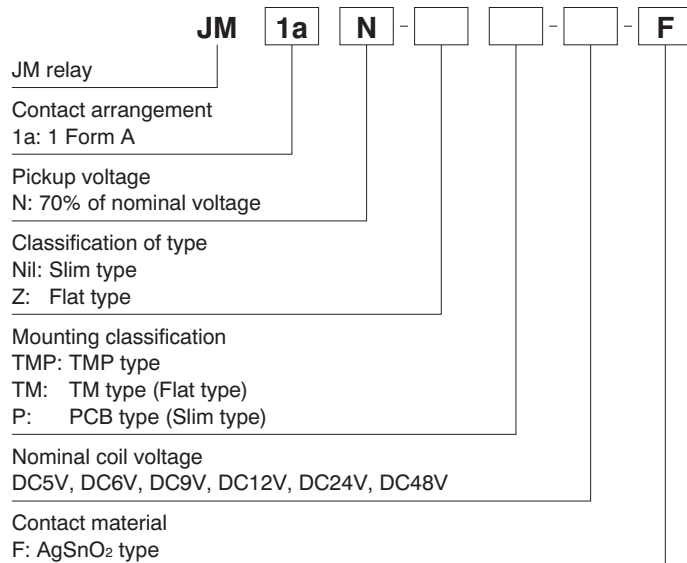 JM 1a N - - - F
JM relay
Contact arrangement
1a: 1 Form A
Pickup voltage
N: 70% of nominal voltage
Classification of type
Nil: Slim type
Z: Flat type
Mounting classification
TMP: TMP type
TM: TM type (Flat type)
P: PCB type (Slim type)
Nominal coil voltage
DC5V, DC6V, DC9V, DC12V, DC24V, DC48V
Contact material
F: AgSnO2 type